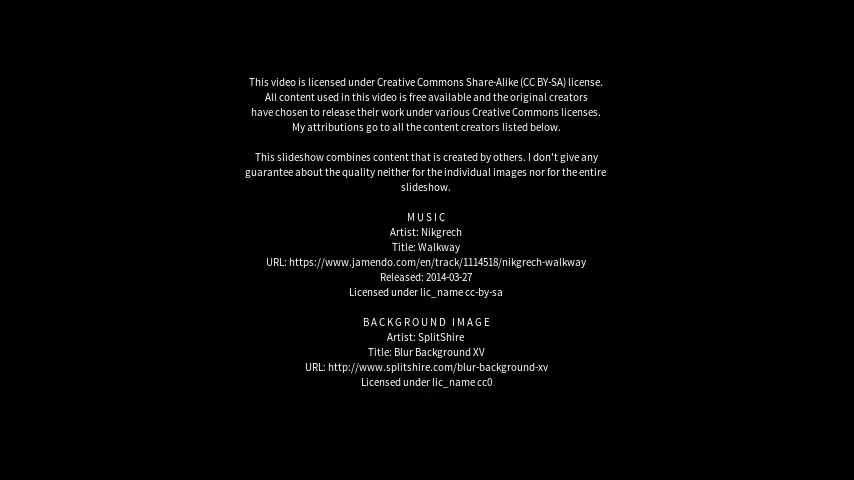 This video is licensed under Creative Commons Share-Alike (CC BY-SA) license.
All content used in this video is free available and the original creators
have chosen to release their work under various Creative Commons licenses.
My attributions go to all the content creators listed below.
This slideshow combines content that is created by others. I don't give any
guarantee about the quality neither for the individual images nor for the entire
slideshow.
MUSIC
Artist: Nikgrech
Title: Walkway
URL: https://www.jamendo.com/en/track/1114518/nikgrech-walkway
Released: 2014-03-27
Licensed under lic_name cc-by-sa
BACKGROUND IMAGE
Artist: SplitShire
Title: Blur Background XV
URL: http://www.splitshire.com/blur-background-xv
Licensed under lic_name cc0